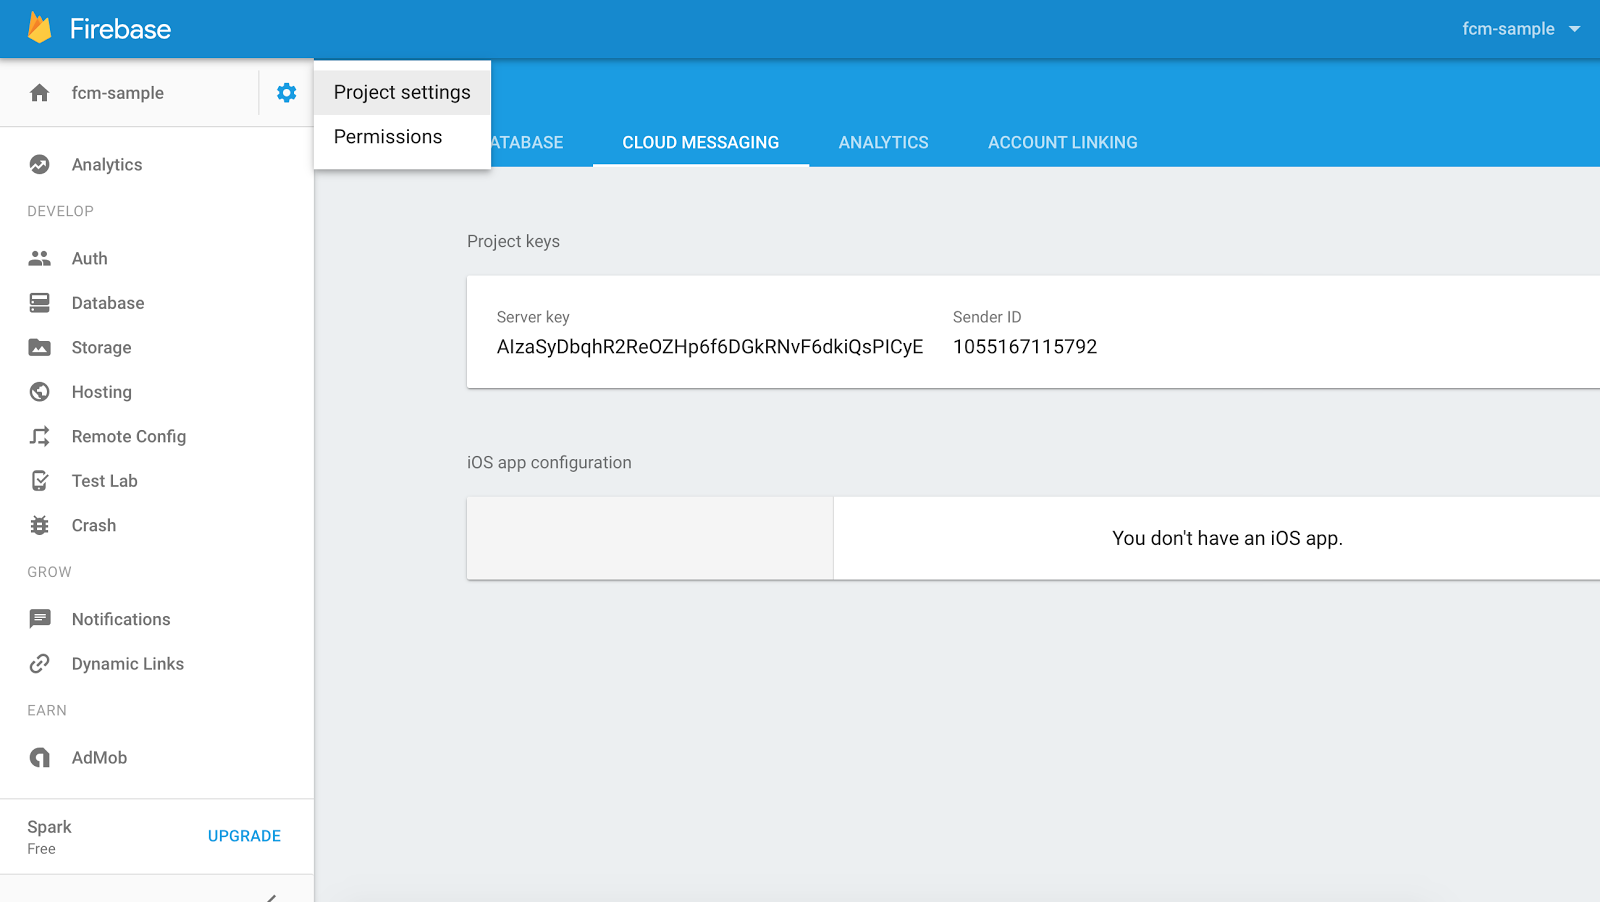 Firebase
fcm-sample
fcm-sample
Project settings
Permissions
ATABASE
CLOUD MESSAGING
ANALYTICS
ACCOUNT LINKING
Analytics
DEVELOP
Auth
Database
Storage
Hosting
Remote Config
Test Lab
Crash
GROW
Notifications
Dynamic Links
EARN
AdMob
Spark
Free
UPGRADE
Project keys
Server key
AIzaSyDbqhR2ReOZHp6f6DGkRNvF6dkiQsPICyE
Sender ID
1055167115792
iOS app configuration
You don't have an iOS app.